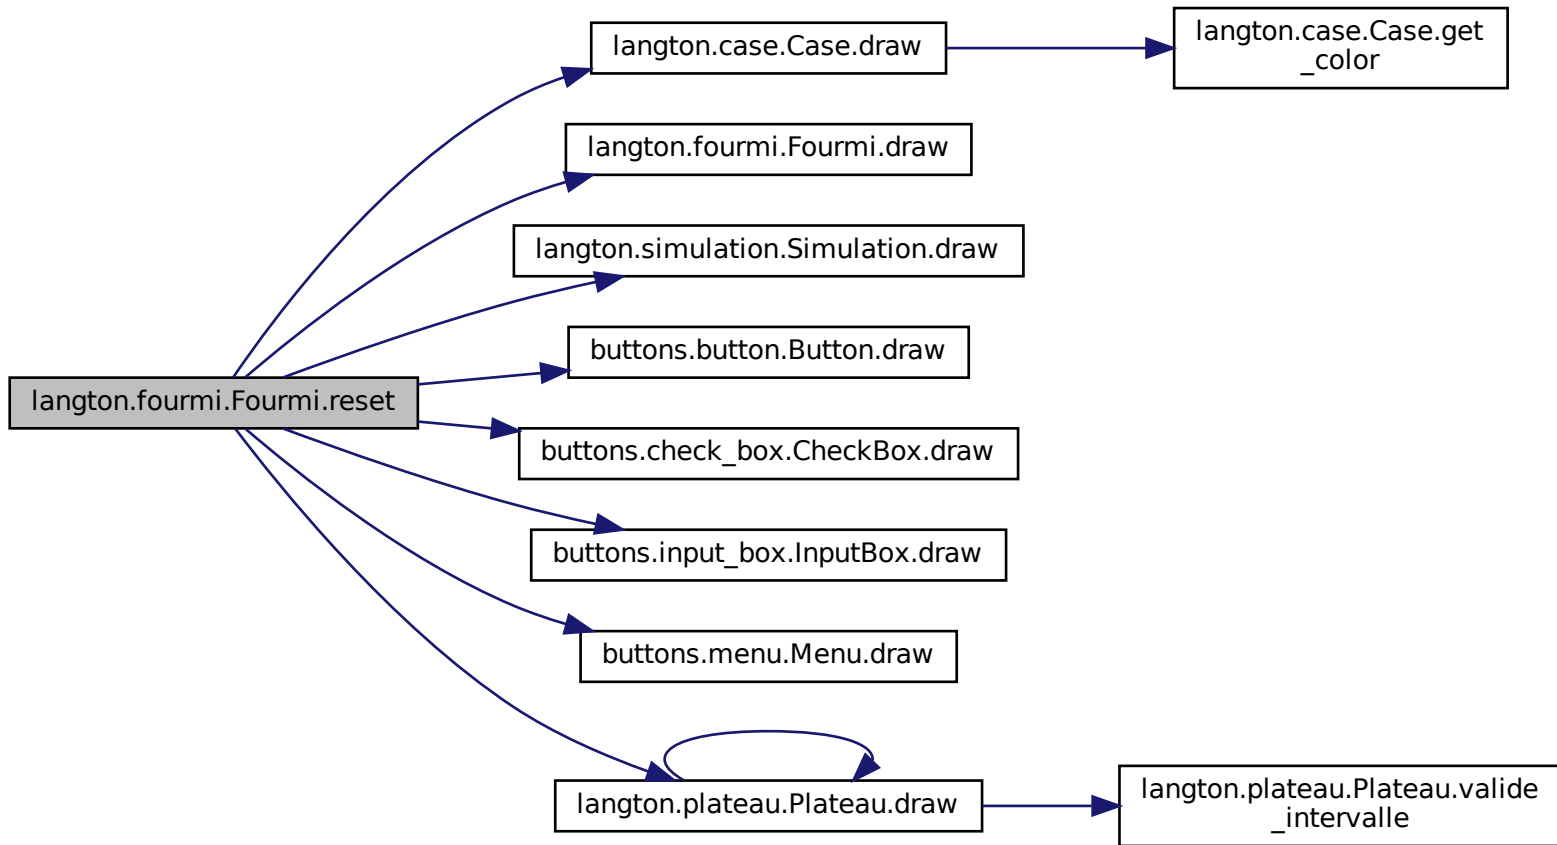 langton.case.Case.draw
langton.case.Case.get
_color
langton.fourmi.Fourmi.draw
langton.simulation.Simulation.draw
buttons.button.Button.draw
langton.fourmi.Fourmi.reset
buttons.check_box.CheckBox.draw
buttons.input_box.InputBox.draw
buttons.menu.Menu.draw
langton.plateau.Plateau.draw
langton.plateau.Plateau.valide
_intervalle